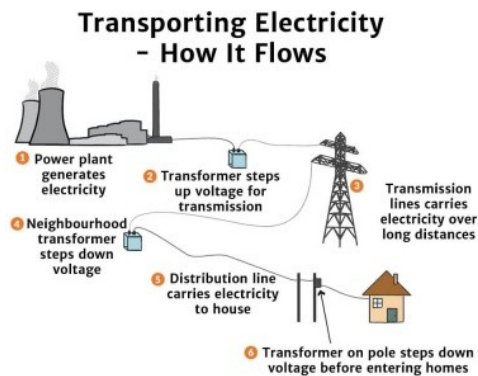 Transporting Electricity
- How It Flows
1 Power plant
generates
electricity
2 Transformer steps
up voltage for
transmission
3 Transmission
lines carries
electricity over
long distances
4 Neighbourhood
transformer
steps down
voltage
5 Distribution line
carries electricity
to house
6 Transformer on pole steps down
voltage before entering homes